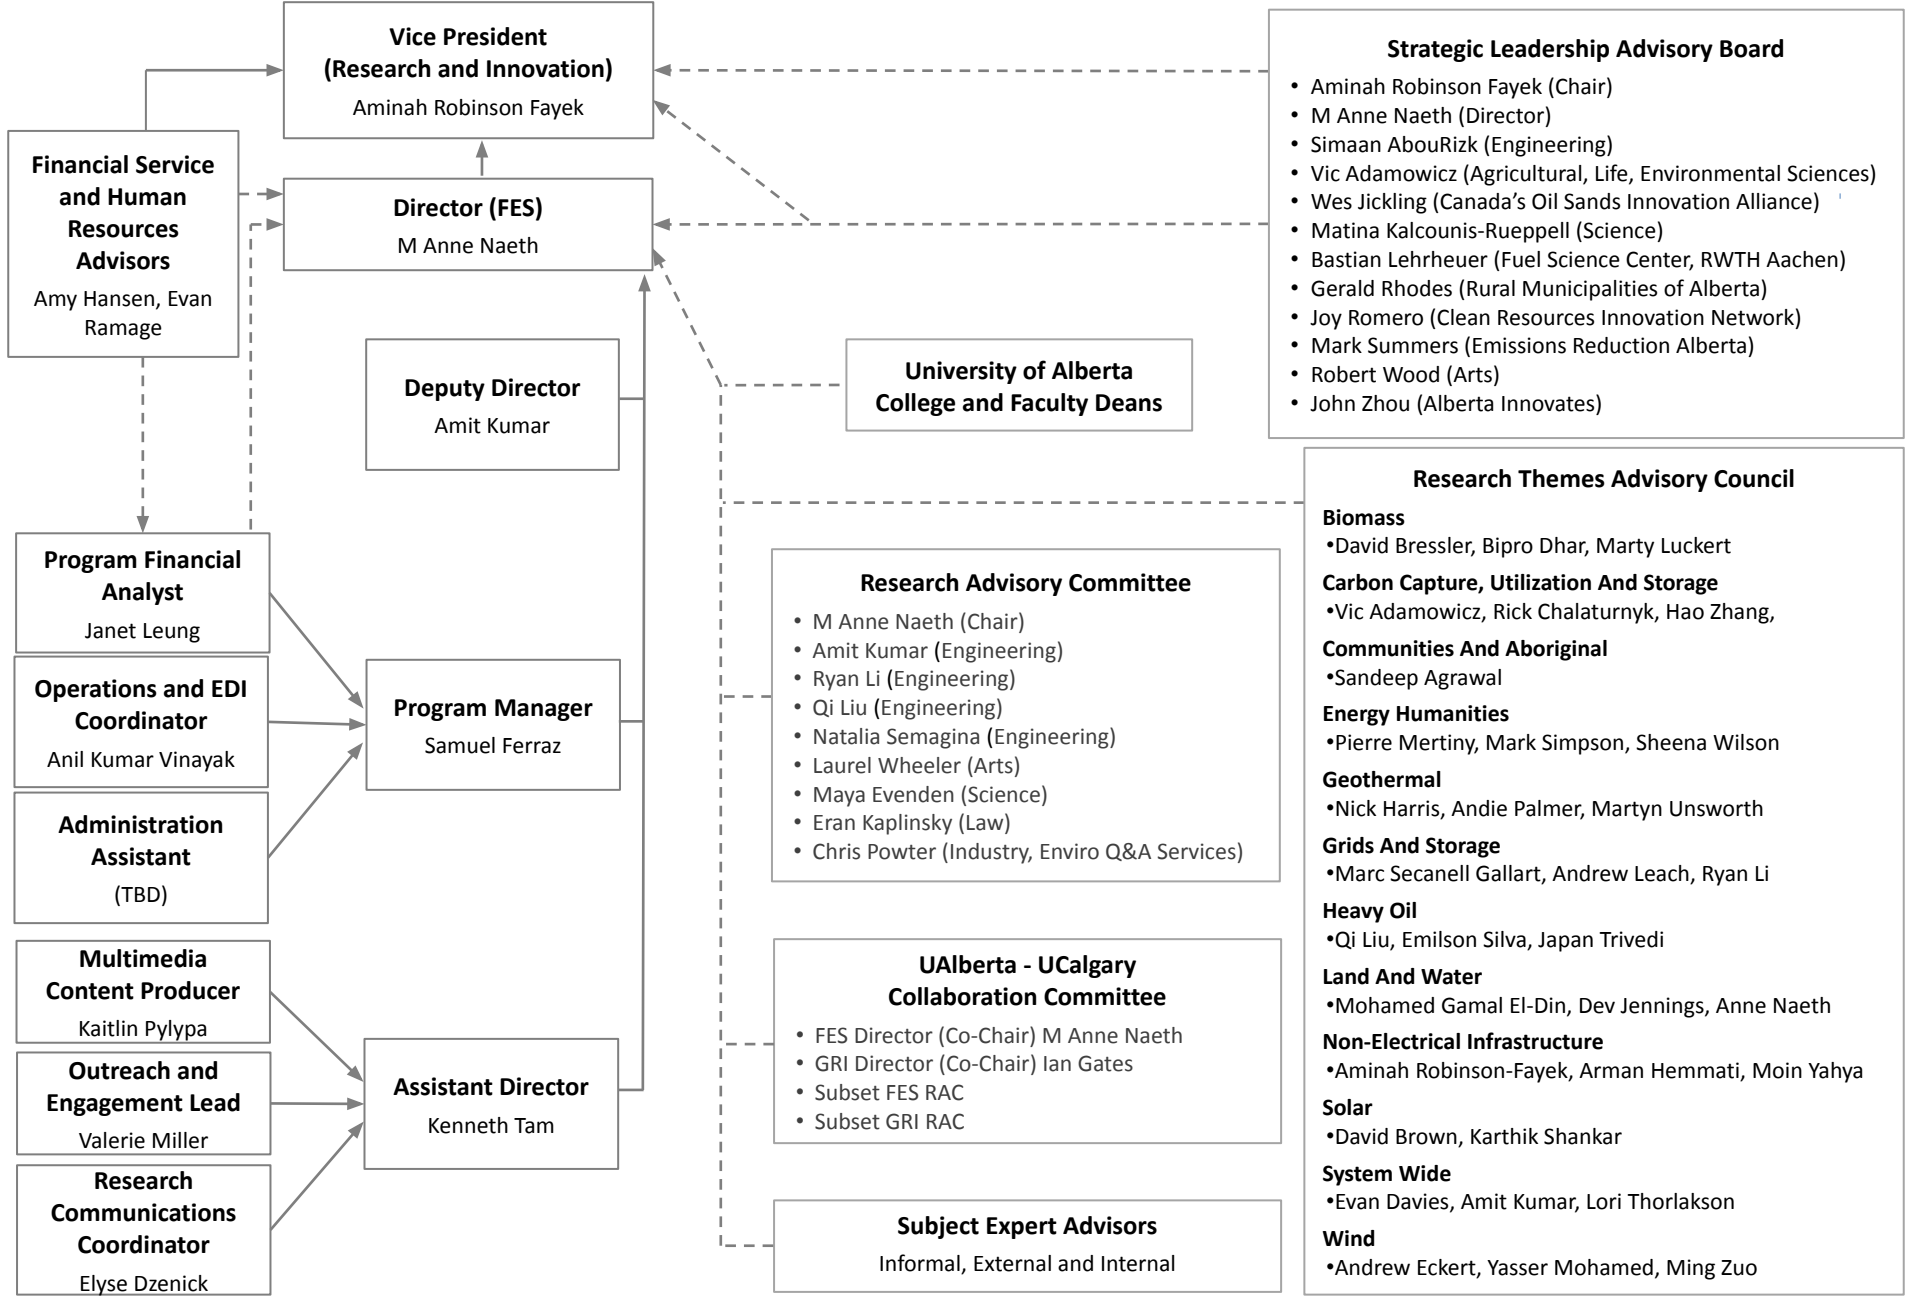 Vice President
(Research and Innovation)
Aminah Robinson Fayek
Financial Service
and Human
Resources
Advisors
Amy Hansen, Evan
Ramage
Director (FES)
M Anne Naeth
Deputy Director
Amit Kumar
Program Financial
Analyst
Janet Leung
Operations and EDI
Coordinator
Anil Kumar Vinayak
Administration
Assistant
(TBD)
Program Manager
Samuel Ferraz
Multimedia
Content Producer
Kaitlin Pylypa
Outreach and
Engagement Lead
Valerie Miller
Research
Communications
Coordinator
Elyse Dzenick
Assistant Director
Kenneth Tam
University of Alberta
College and Faculty Deans
Research Advisory Committee
• M Anne Naeth (Chair)
• Amit Kumar (Engineering)
• Ryan Li (Engineering)
• Qi Liu (Engineering)
• Natalia Semagina (Engineering)
• Laurel Wheeler (Arts)
• Maya Evenden (Science)
• Eran Kaplinsky (Law)
• Chris Powter (Industry, Enviro Q&A Services)
UAlberta - UCalgary
Collaboration Committee
• FES Director (Co-Chair) M Anne Naeth
• GRI Director (Co-Chair) Ian Gates
• Subset FES RAC
• Subset GRI RAC
Subject Expert Advisors
Informal, External and Internal
Strategic Leadership Advisory Board
• Aminah Robinson Fayek (Chair)
• M Anne Naeth (Director)
• Simaan AbouRizk (Engineering)
• Vic Adamowicz (Agricultural, Life, Environmental Sciences)
• Wes Jickling (Canada’s Oil Sands Innovation Alliance)
• Matina Kalcounis-Rueppell (Science)
• Bastian Lehrheuer (Fuel Science Center, RWTH Aachen)
• Gerald Rhodes (Rural Municipalities of Alberta)
• Joy Romero (Clean Resources Innovation Network)
• Mark Summers (Emissions Reduction Alberta)
• Robert Wood (Arts)
• John Zhou (Alberta Innovates)
Research Themes Advisory Council
Biomass
•David Bressler, Bipro Dhar, Marty Luckert
Carbon Capture, Utilization And Storage
•Vic Adamowicz, Rick Chalaturnyk, Hao Zhang,
Communities And Aboriginal
•Sandeep Agrawal
Energy Humanities
•Pierre Mertiny, Mark Simpson, Sheena Wilson
Geothermal
•Nick Harris, Andie Palmer, Martyn Unsworth
Grids And Storage
•Marc Secanell Gallart, Andrew Leach, Ryan Li
Heavy Oil
•Qi Liu, Emilson Silva, Japan Trivedi
Land And Water
•Mohamed Gamal El-Din, Dev Jennings, Anne Naeth
Non-Electrical Infrastructure
•Aminah Robinson-Fayek, Arman Hemmati, Moin Yahya
Solar
•David Brown, Karthik Shankar
System Wide
•Evan Davies, Amit Kumar, Lori Thorlakson
Wind
•Andrew Eckert, Yasser Mohamed, Ming Zuo